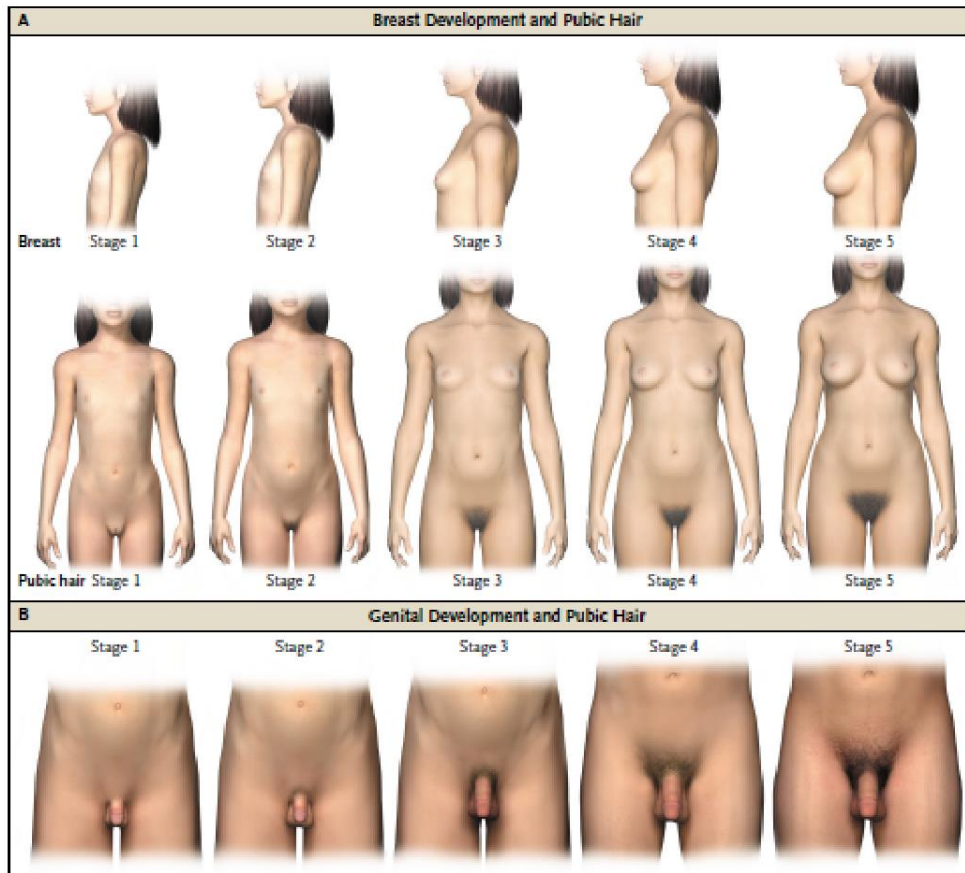 A Breast Development and Pubic Hair
Breast Stage 1 Stage 2 Stage 3 Stage 4 Stage 5
Pubic hair Stage 1 Stage 2 Stage 3 Stage 4 Stage 5
B Genital Development and Pubic Hair
Stage 1 Stage 2 Stage 3 Stage 4 Stage 5